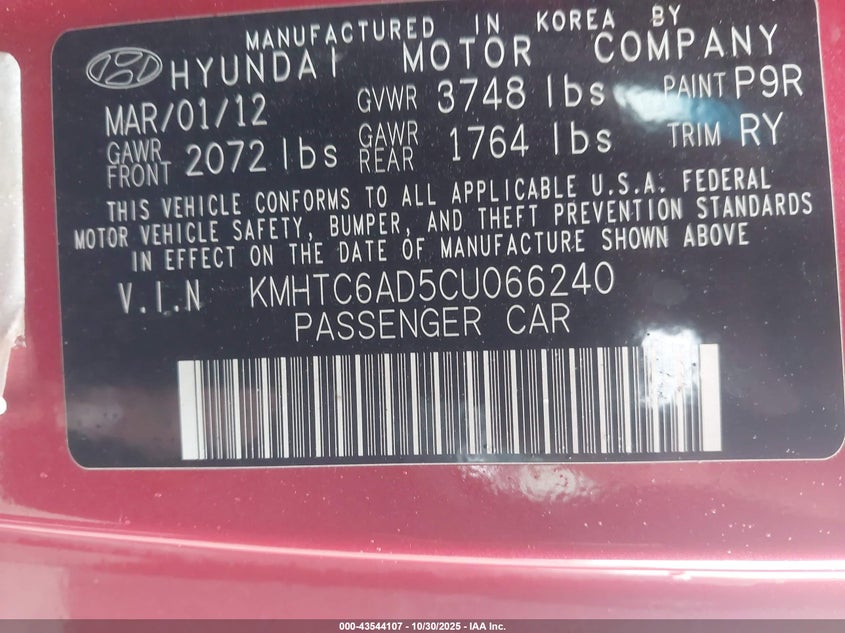 MANUFACTURED IN KOREA BY
HYUNDAI MOTOR COMPANY
MAR/01/12 GVWR 3748 lbs PAINT P9R
GAWR FRONT 2072 lbs GAWR REAR 1764 lbs TRIM RY
THIS VEHICLE CONFORMS TO ALL APPLICABLE U.S.A. FEDERAL
MOTOR VEHICLE SAFETY, BUMPER, AND THEFT PREVENTION STANDARDS
IN EFFECT ON THE DATE OF MANUFACTURE SHOWN ABOVE
V.I.N KMHTC6AD5CU066240
PASSENGER CAR
000-43544107 - 10/30/2025 - IAA Inc.